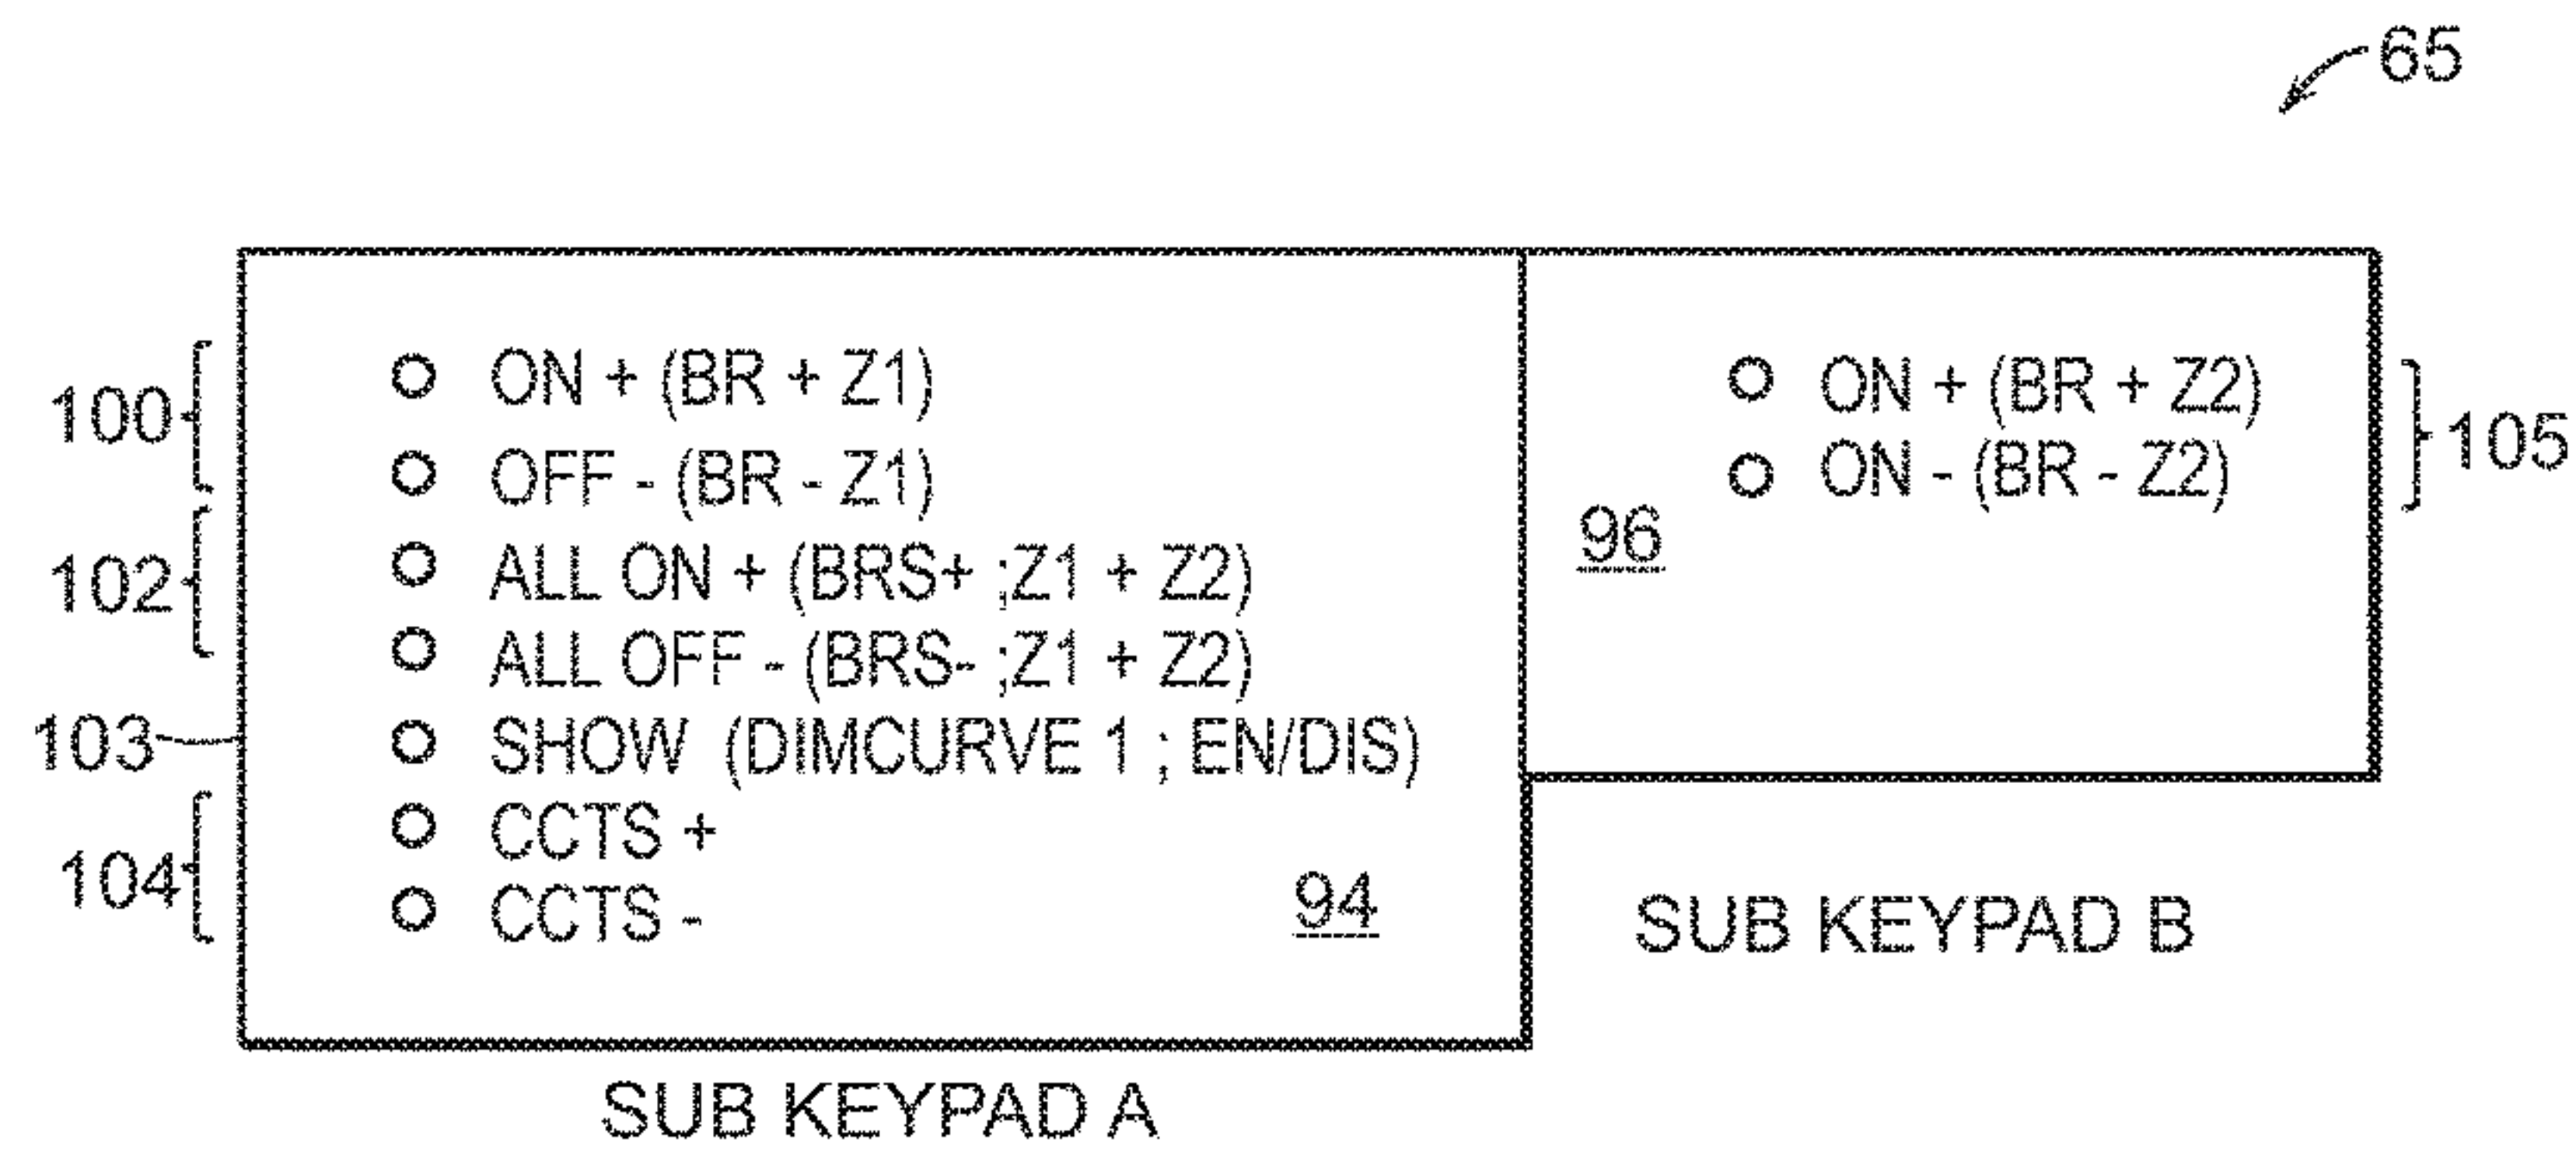 65
100
ON + (BR + Z1)
OFF - (BR - Z1)
102
ALL ON + (BRS+ ;Z1 + Z2)
ALL OFF - (BRS- ;Z1 + Z2)
103
SHOW (DIMCURVE 1 ; EN/DIS)
104
CCTS +
CCTS -
94
SUB KEYPAD A
ON + (BR + Z2)
ON - (BR - Z2)
105
96
SUB KEYPAD B